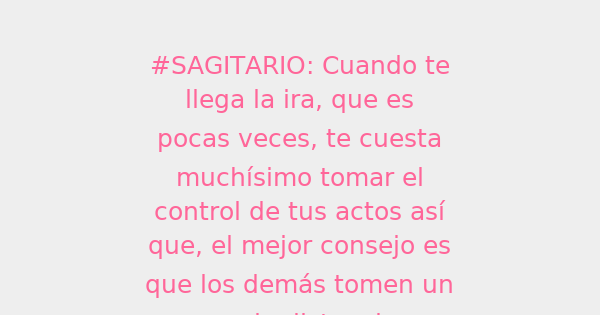 #SAGITARIO: Cuando te
llega la ira, que es
pocas veces, te cuesta
muchísimo tomar el
control de tus actos así
que, el mejor consejo es
que los demás tomen un